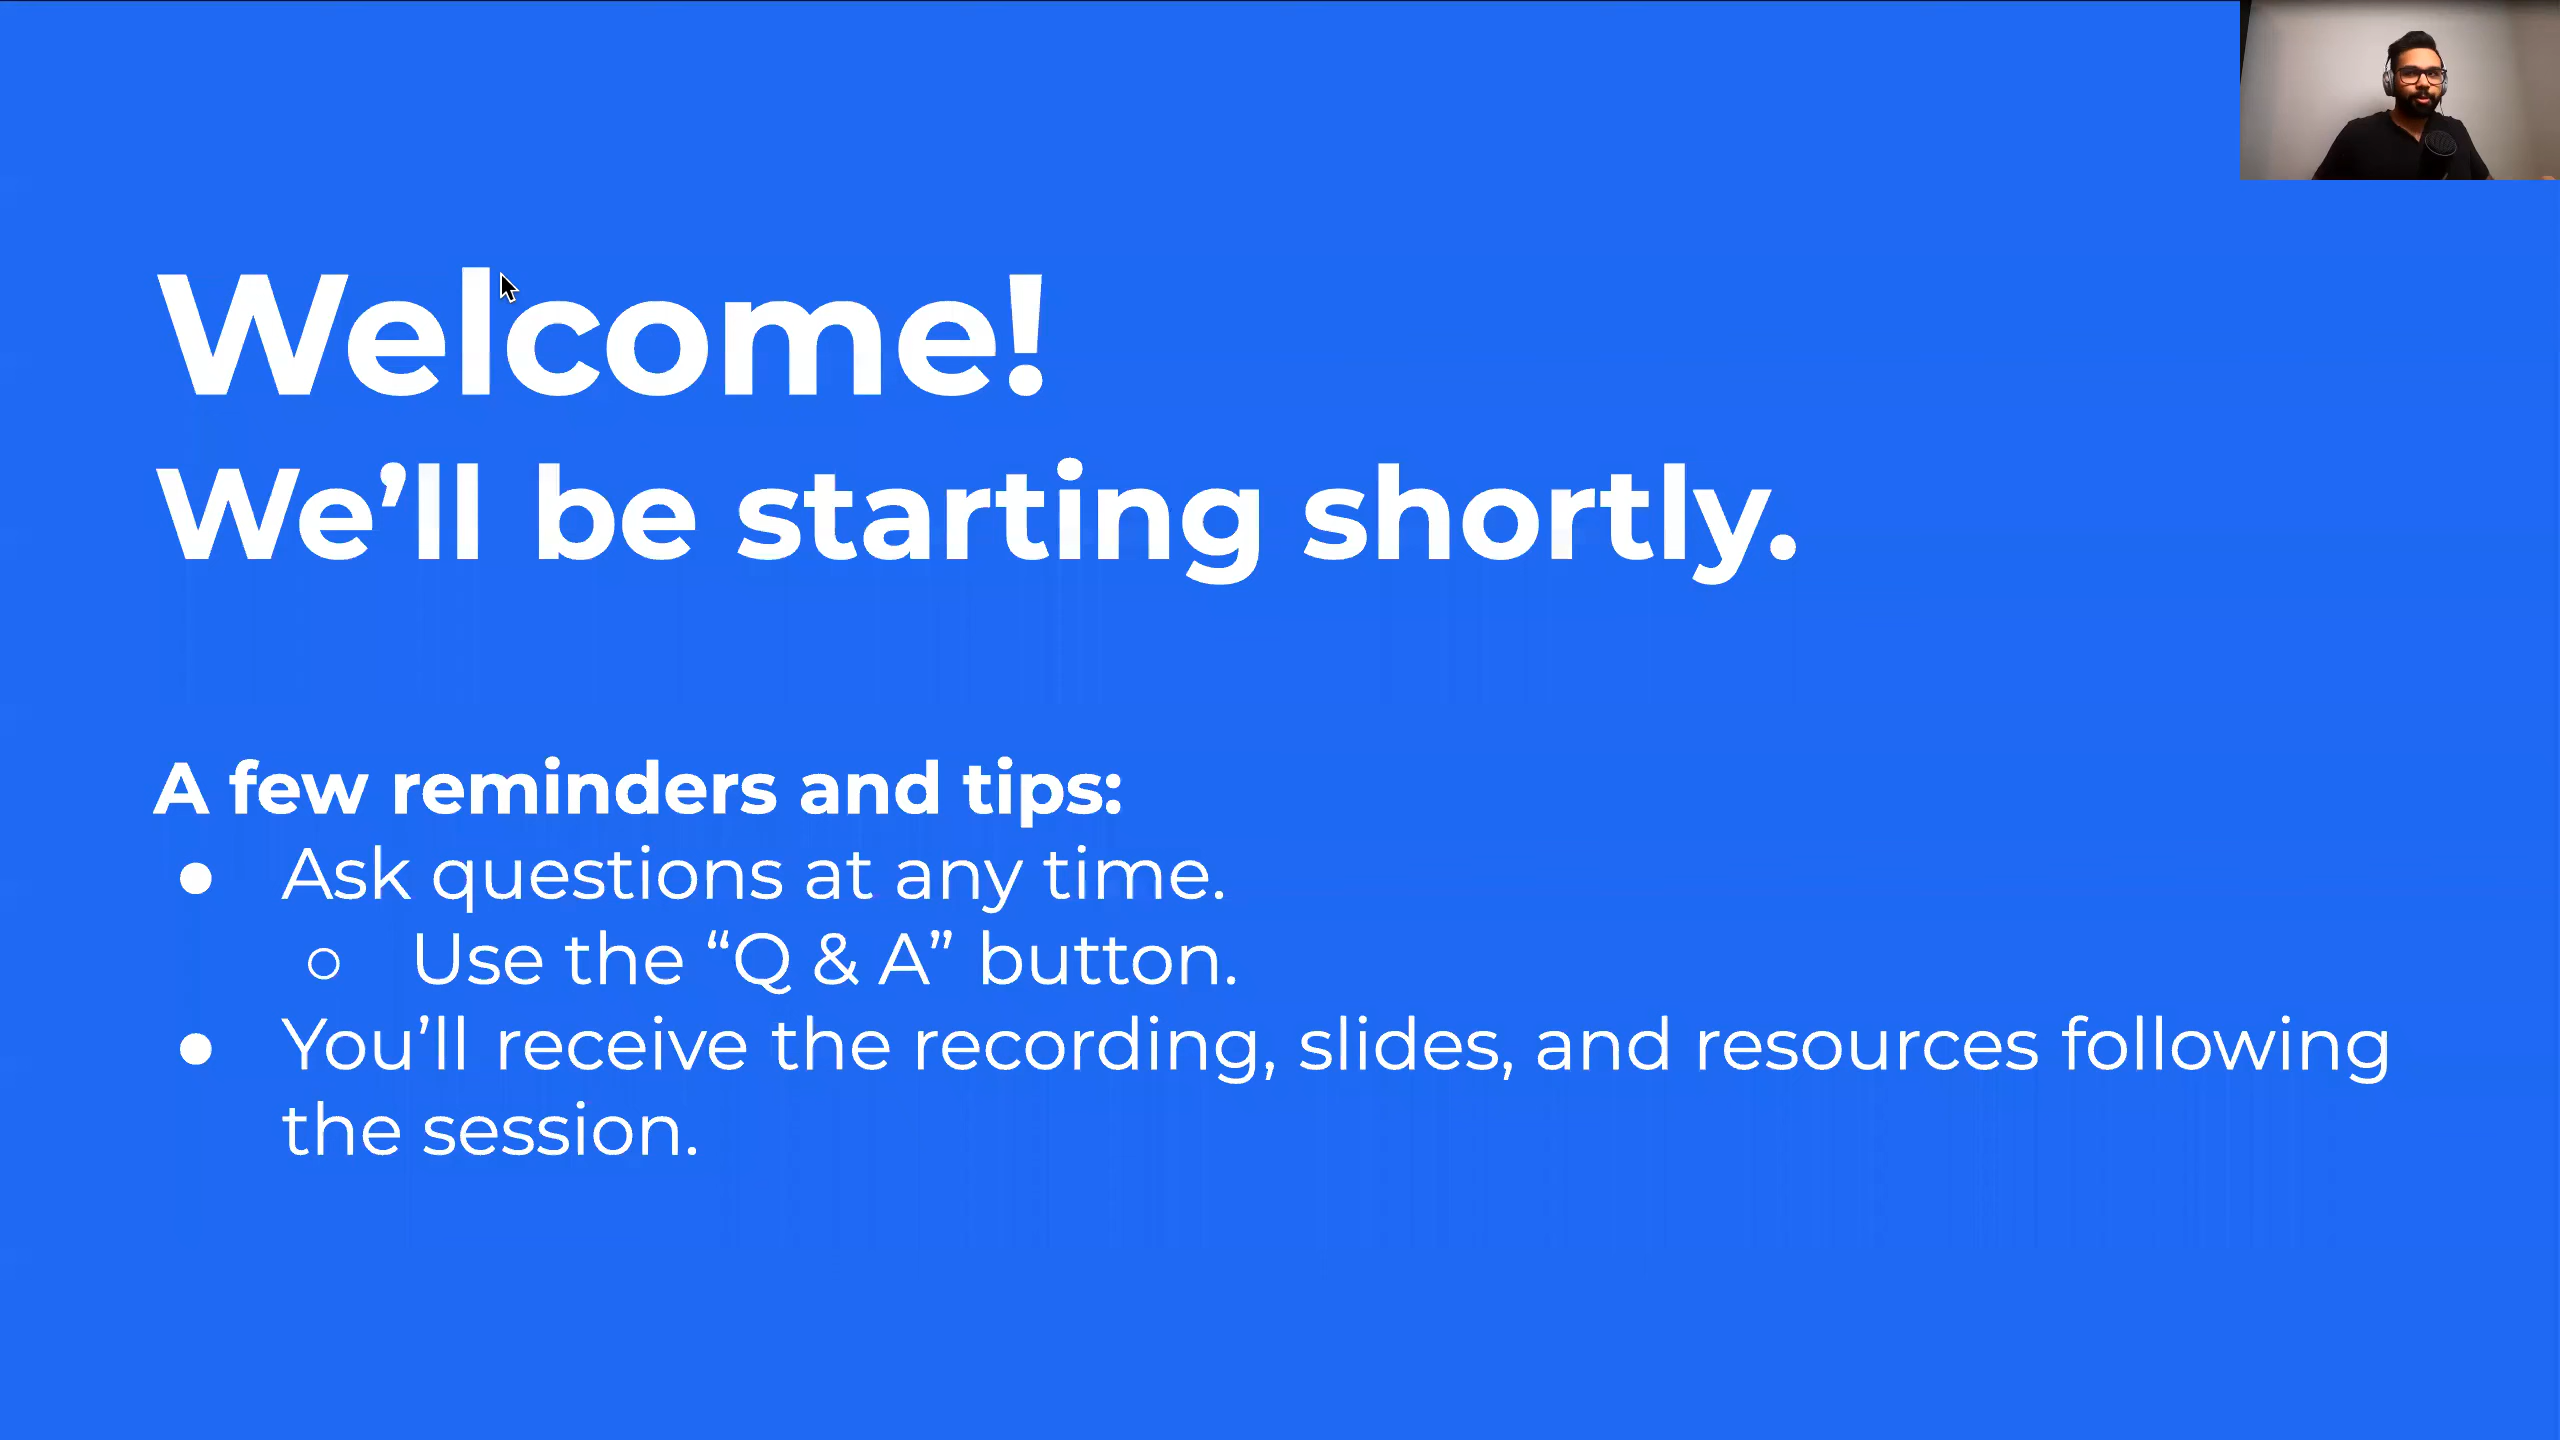 Welcome!
We’ll be starting shortly.
A few reminders and tips:
● Ask questions at any time.
○ Use the “Q & A” button.
● You’ll receive the recording, slides, and resources following
the session.